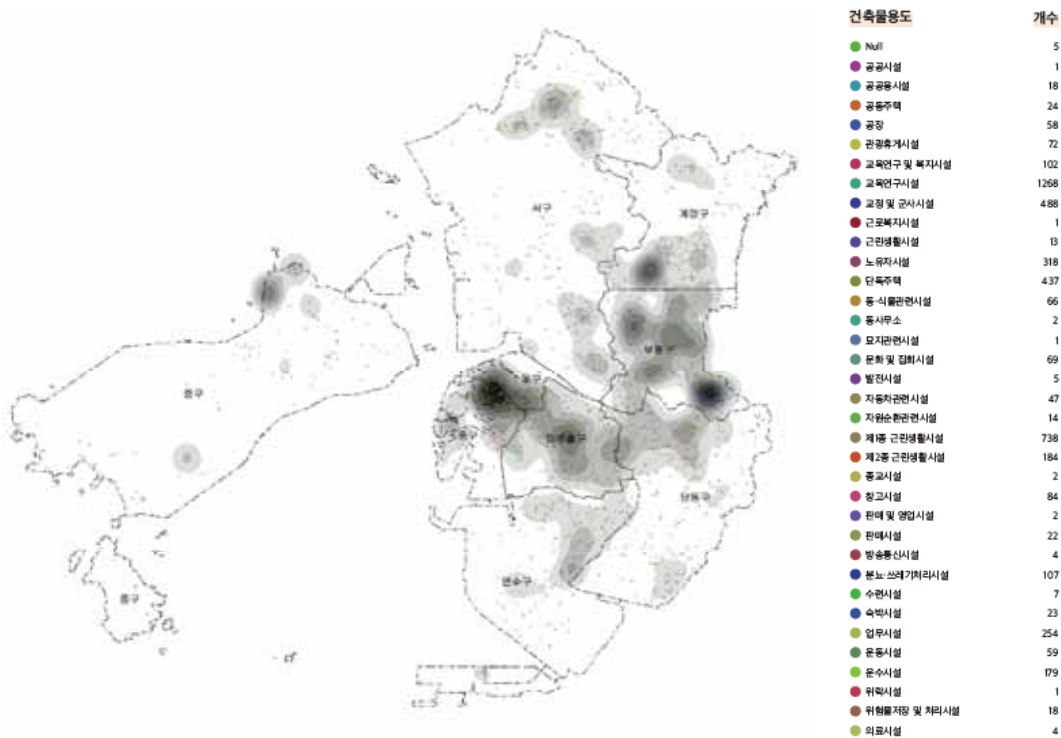 건축물용도 개수
Null 5
공공시설 1
공공용시설 18
공동주택 24
공장 58
관광휴게시설 72
교육연구 및 복지시설 102
교육연구시설 1268
교정 및 군사시설 488
근로복지시설 1
근린생활시설 13
노유자시설 318
단독주택 437
동·식물관련시설 66
동사무소 2
묘지관련시설 1
문화 및 집회시설 69
발전시설 5
자동차관련시설 47
자원순환관련시설 14
제1종 근린생활시설 738
제2종 근린생활시설 184
종교시설 2
창고시설 84
판매 및 영업시설 2
판매시설 22
방송통신시설 4
분뇨·쓰레기처리시설 107
수련시설 7
숙박시설 23
업무시설 254
운동시설 59
운수시설 179
위락시설 1
위험물저장 및 처리시설 18
의료시설 4
서구
계양구
부평구
중구
동구
미추홀구
남동구
연수구
중구